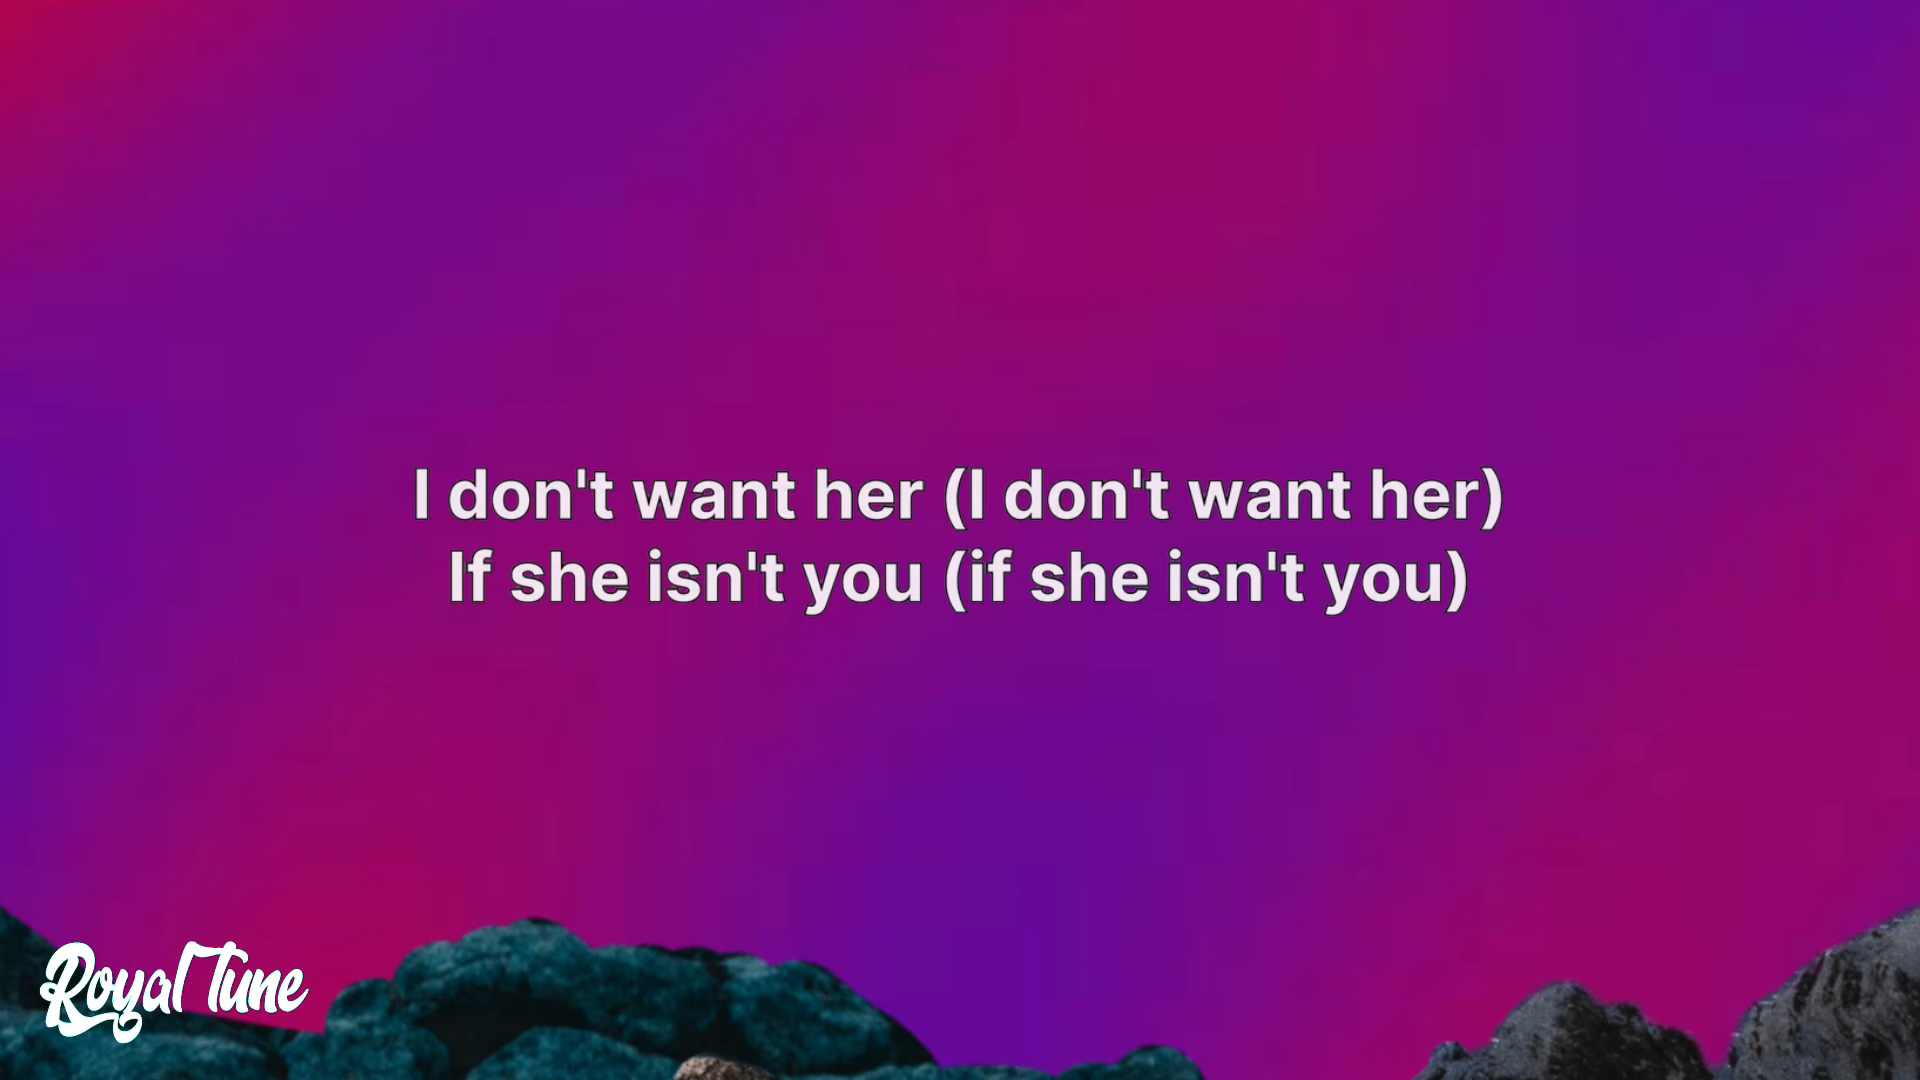 I don't want her (I don't want her)
If she isn't you (if she isn't you)
Royal Tune